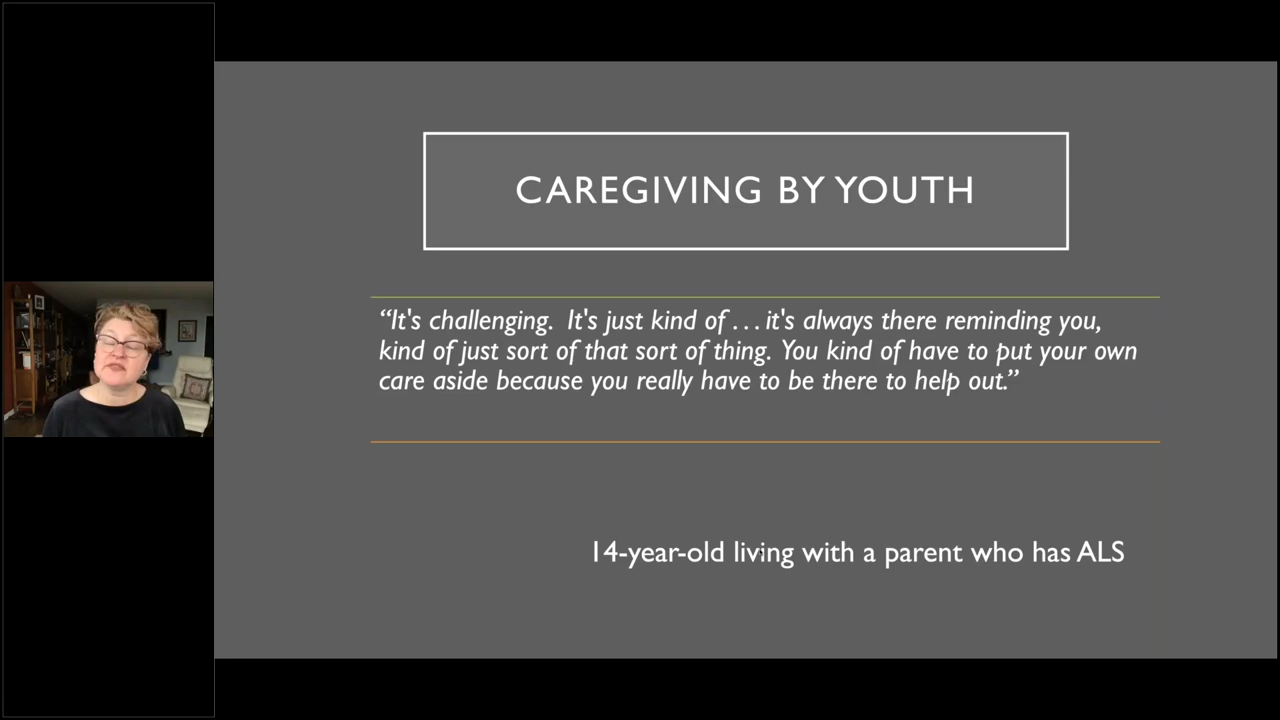 CAREGIVING BY YOUTH
“It's challenging.  It's just kind of . . . it's always there reminding you,
kind of just sort of that sort of thing.  You kind of have to put your own
care aside because you really have to be there to help out.”
14-year-old living with a parent who has ALS